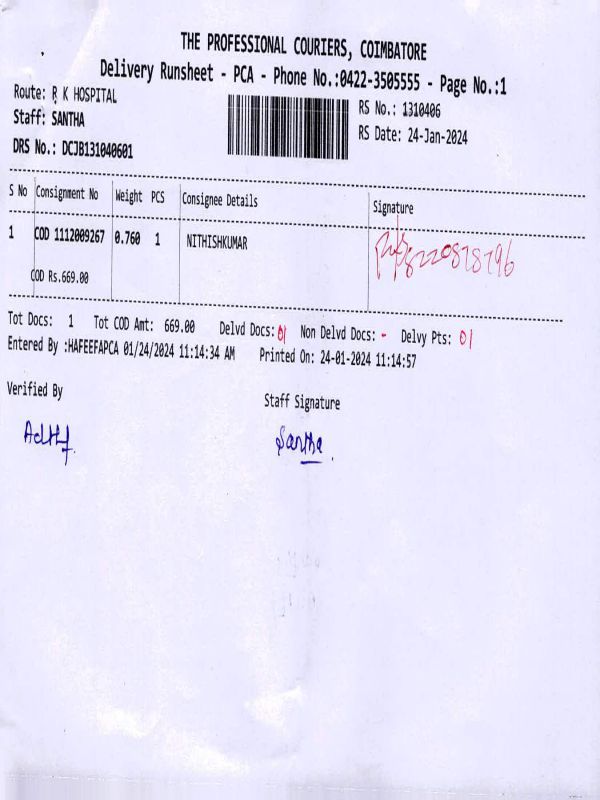 THE PROFESSIONAL COURIERS, COIMBATORE
Delivery Runsheet - PCA - Phone No.:0422-3505555 - Page No.:1
Route: R K HOSPITAL
RS No.: 1310406
Staff: SANTHA
RS Date: 24-Jan-2024
DRS No.: DCJB131040601
S No Consignment No Weight PCS Consignee Details Signature
1 COD 1112009267 0.760 1 NITHISHKUMAR 8220878796
COD Rs.669.00
Tot Docs: 1 Tot COD Amt: 669.00 Delvd Docs: 01 Non Delvd Docs: - Delvy Pts: 01
Entered By :HAFEEFAPCA 01/24/2024 11:14:34 AM Printed On: 24-01-2024 11:14:57
Verified By
Staff Signature
Santha